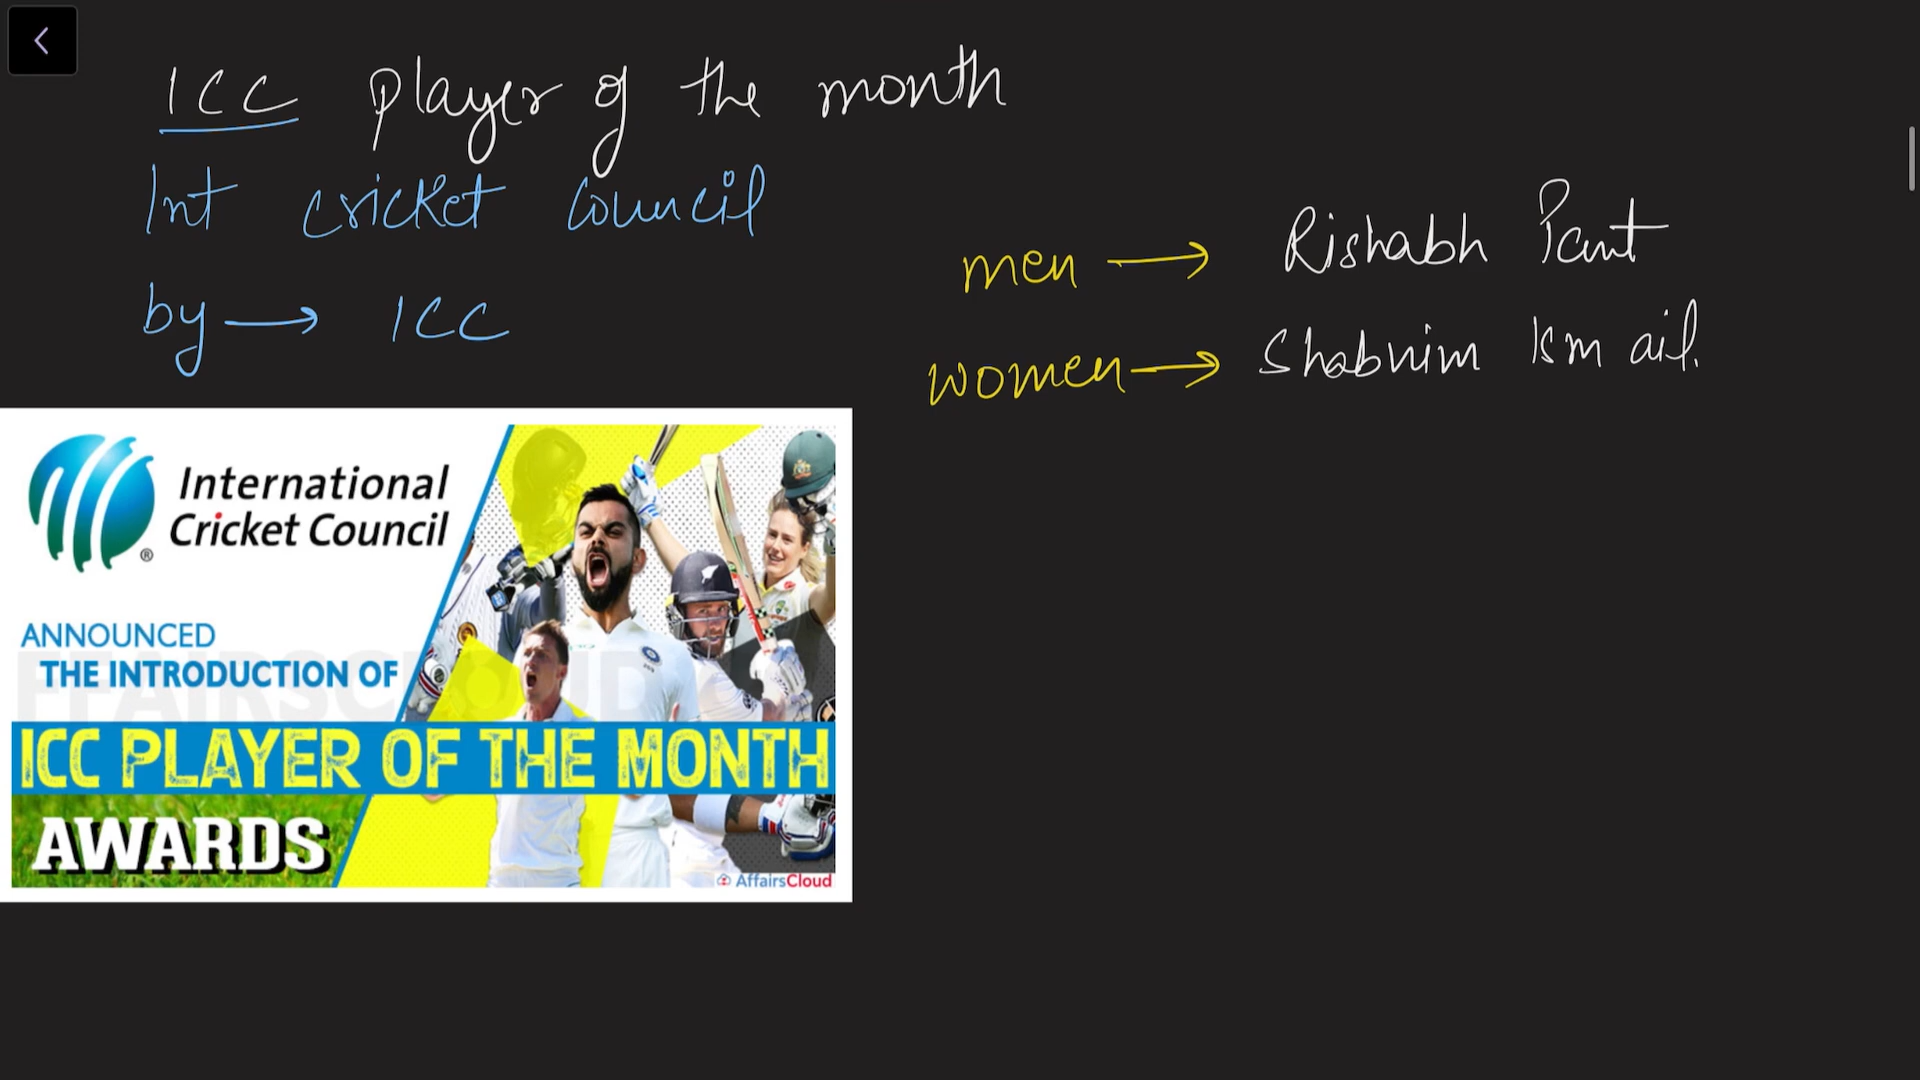 ICC player of the month
Int cricket council
by → ICC
men → Rishabh Pant
women → Shabnim Ismail.
International
Cricket Council
®
ANNOUNCED
THE INTRODUCTION OF
ICC PLAYER OF THE MONTH
AWARDS
AffairsCloud